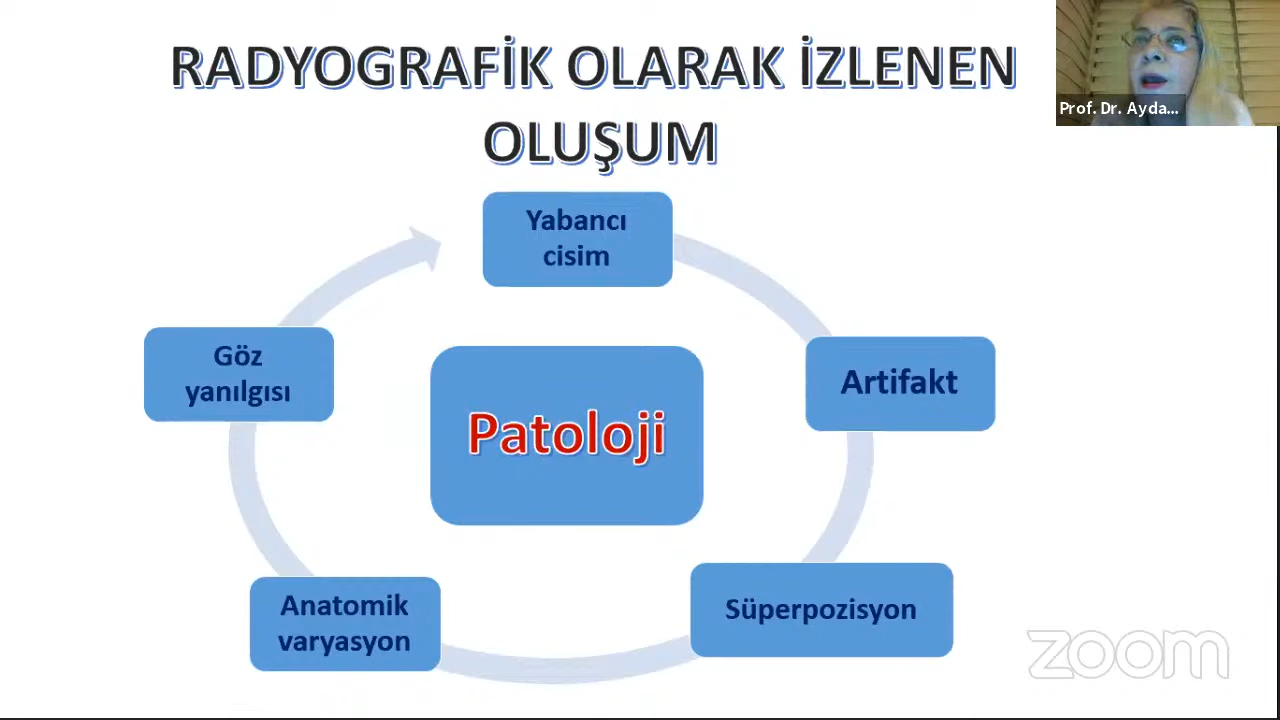 RADYOGRAFİK OLARAK İZLENEN
OLUŞUM
Prof. Dr. Ayda...
Yabancı
cisim
Göz
yanılgısı
Artifakt
Patoloji
Anatomik
varyasyon
Süperpozisyon
zoom